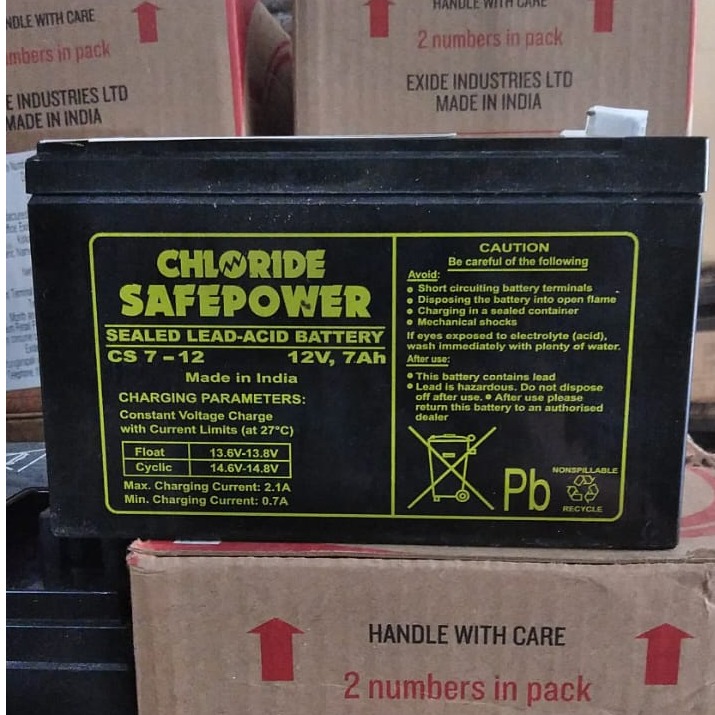 NDLE WITH CARE
numbers in pack
E INDUSTRIES LTD
MADE IN INDIA
HANDLE WITH CARE
2 numbers in pack
EXIDE INDUSTRIES LTD
MADE IN INDIA
CHLORIDE
SAFEPOWER
SEALED LEAD-ACID BATTERY
CS 7 - 12 12V, 7Ah
Made in India
CHARGING PARAMETERS:
Constant Voltage Charge
with Current Limits (at 27°C)
Float 13.6V-13.8V
Cyclic 14.6V-14.8V
Max. Charging Current: 2.1A
Min. Charging Current: 0.7A
CAUTION
Be careful of the following
Avoid:
• Short circuiting battery terminals
• Disposing the battery into open flame
• Charging in a sealed container
• Mechanical shocks
If eyes exposed to electrolyte (acid),
wash immediately with plenty of water.
After use:
• This battery contains lead
• Lead is hazardous. Do not dispose
off after use. • After use please
return this battery to an authorised
dealer
Pb
NONSPILLABLE
RECYCLE
HANDLE WITH CARE
2 numbers in pack